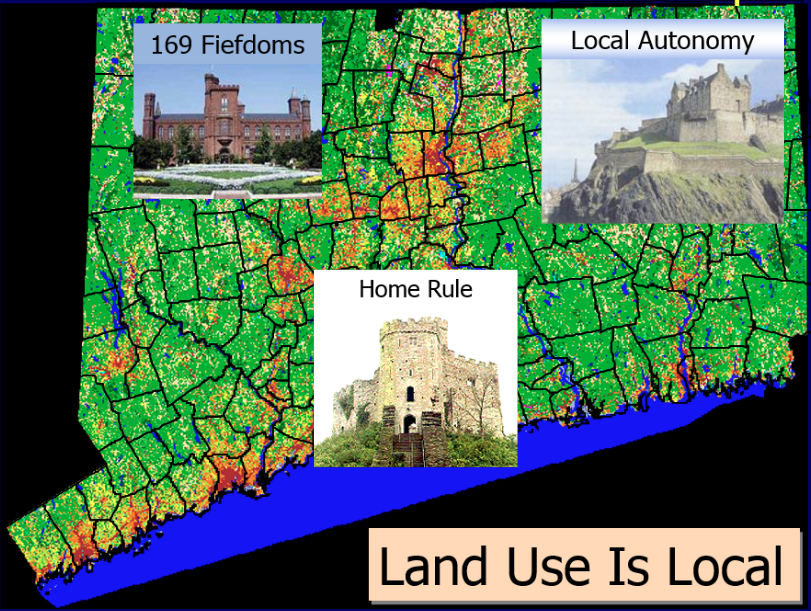 169 Fiefdoms
Local Autonomy
Home Rule
Land Use Is Local